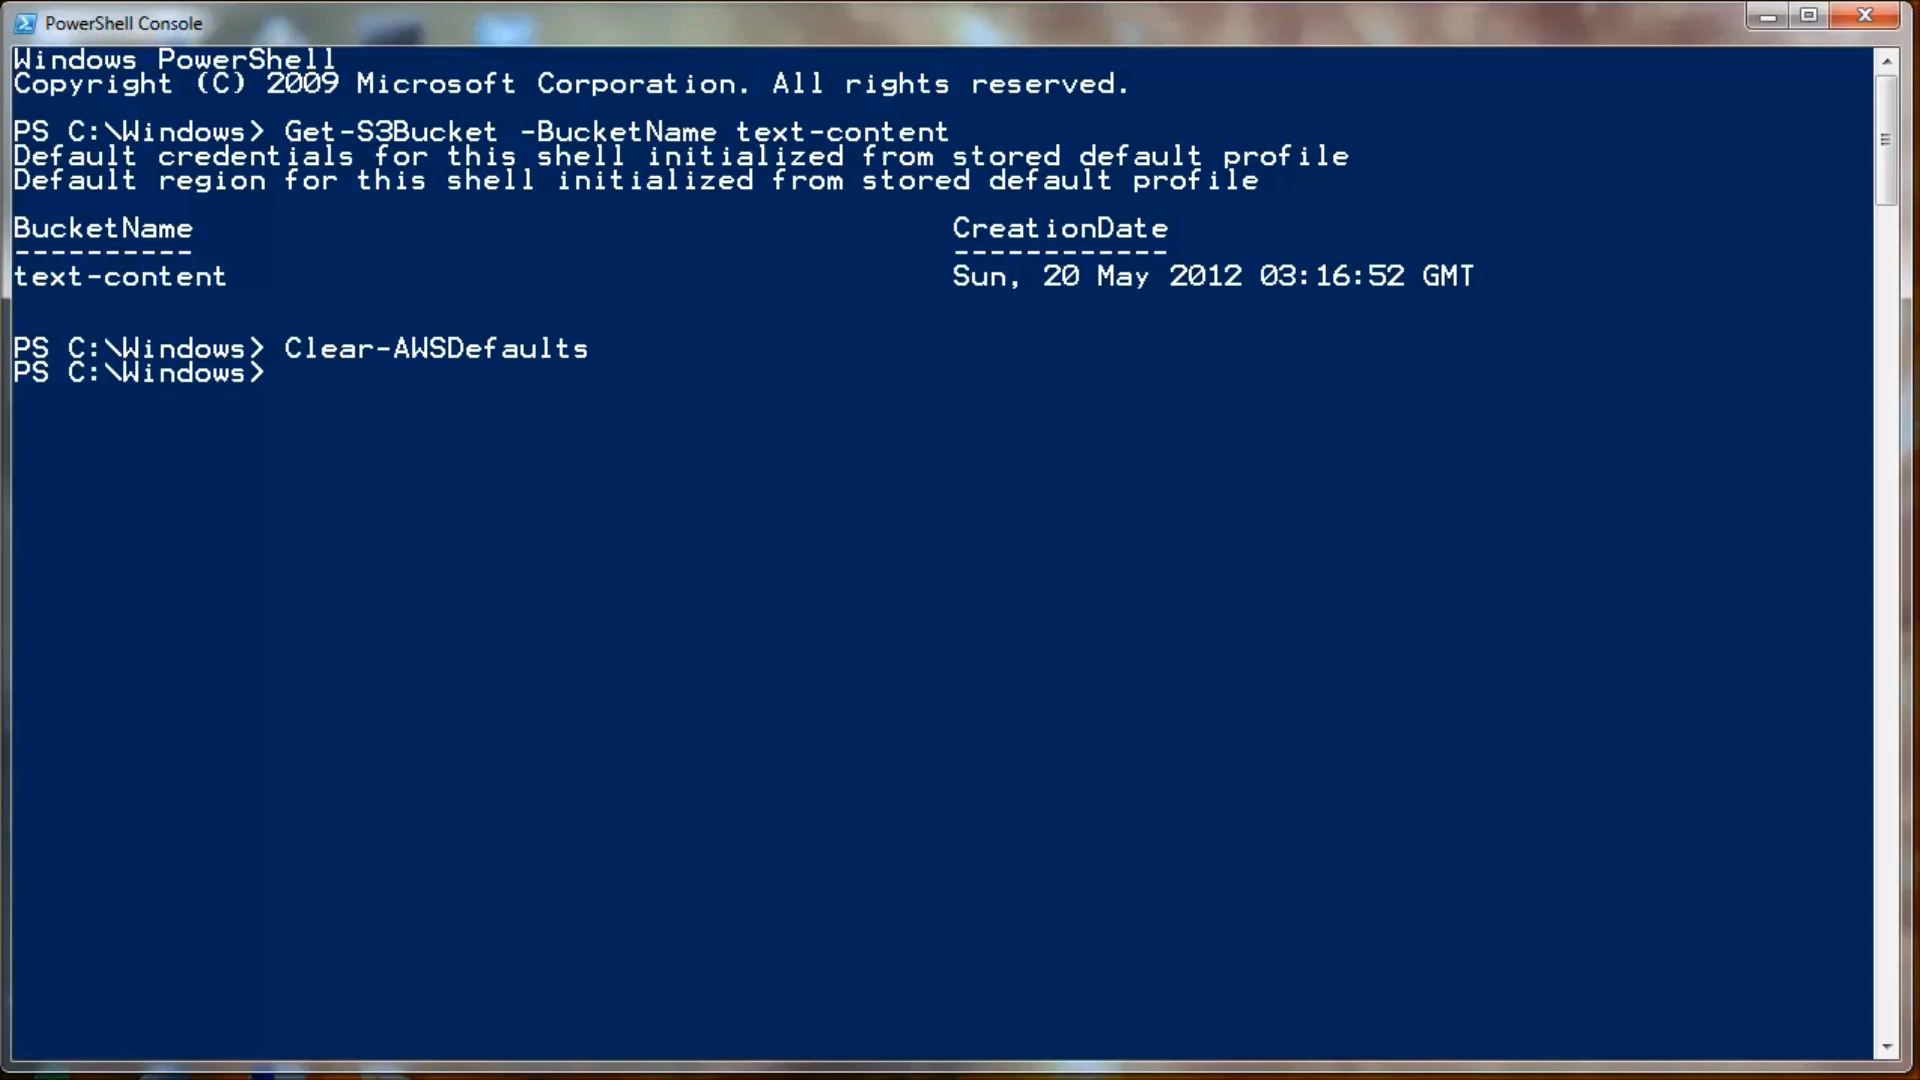 PowerShell Console
Windows PowerShell
Copyright (C) 2009 Microsoft Corporation. All rights reserved.
PS C:\Windows> Get-S3Bucket -BucketName text-content
Default credentials for this shell initialized from stored default profile
Default region for this shell initialized from stored default profile
BucketName CreationDate
---------- ------------
text-content Sun, 20 May 2012 03:16:52 GMT
PS C:\Windows> Clear-AWSDefaults
PS C:\Windows>